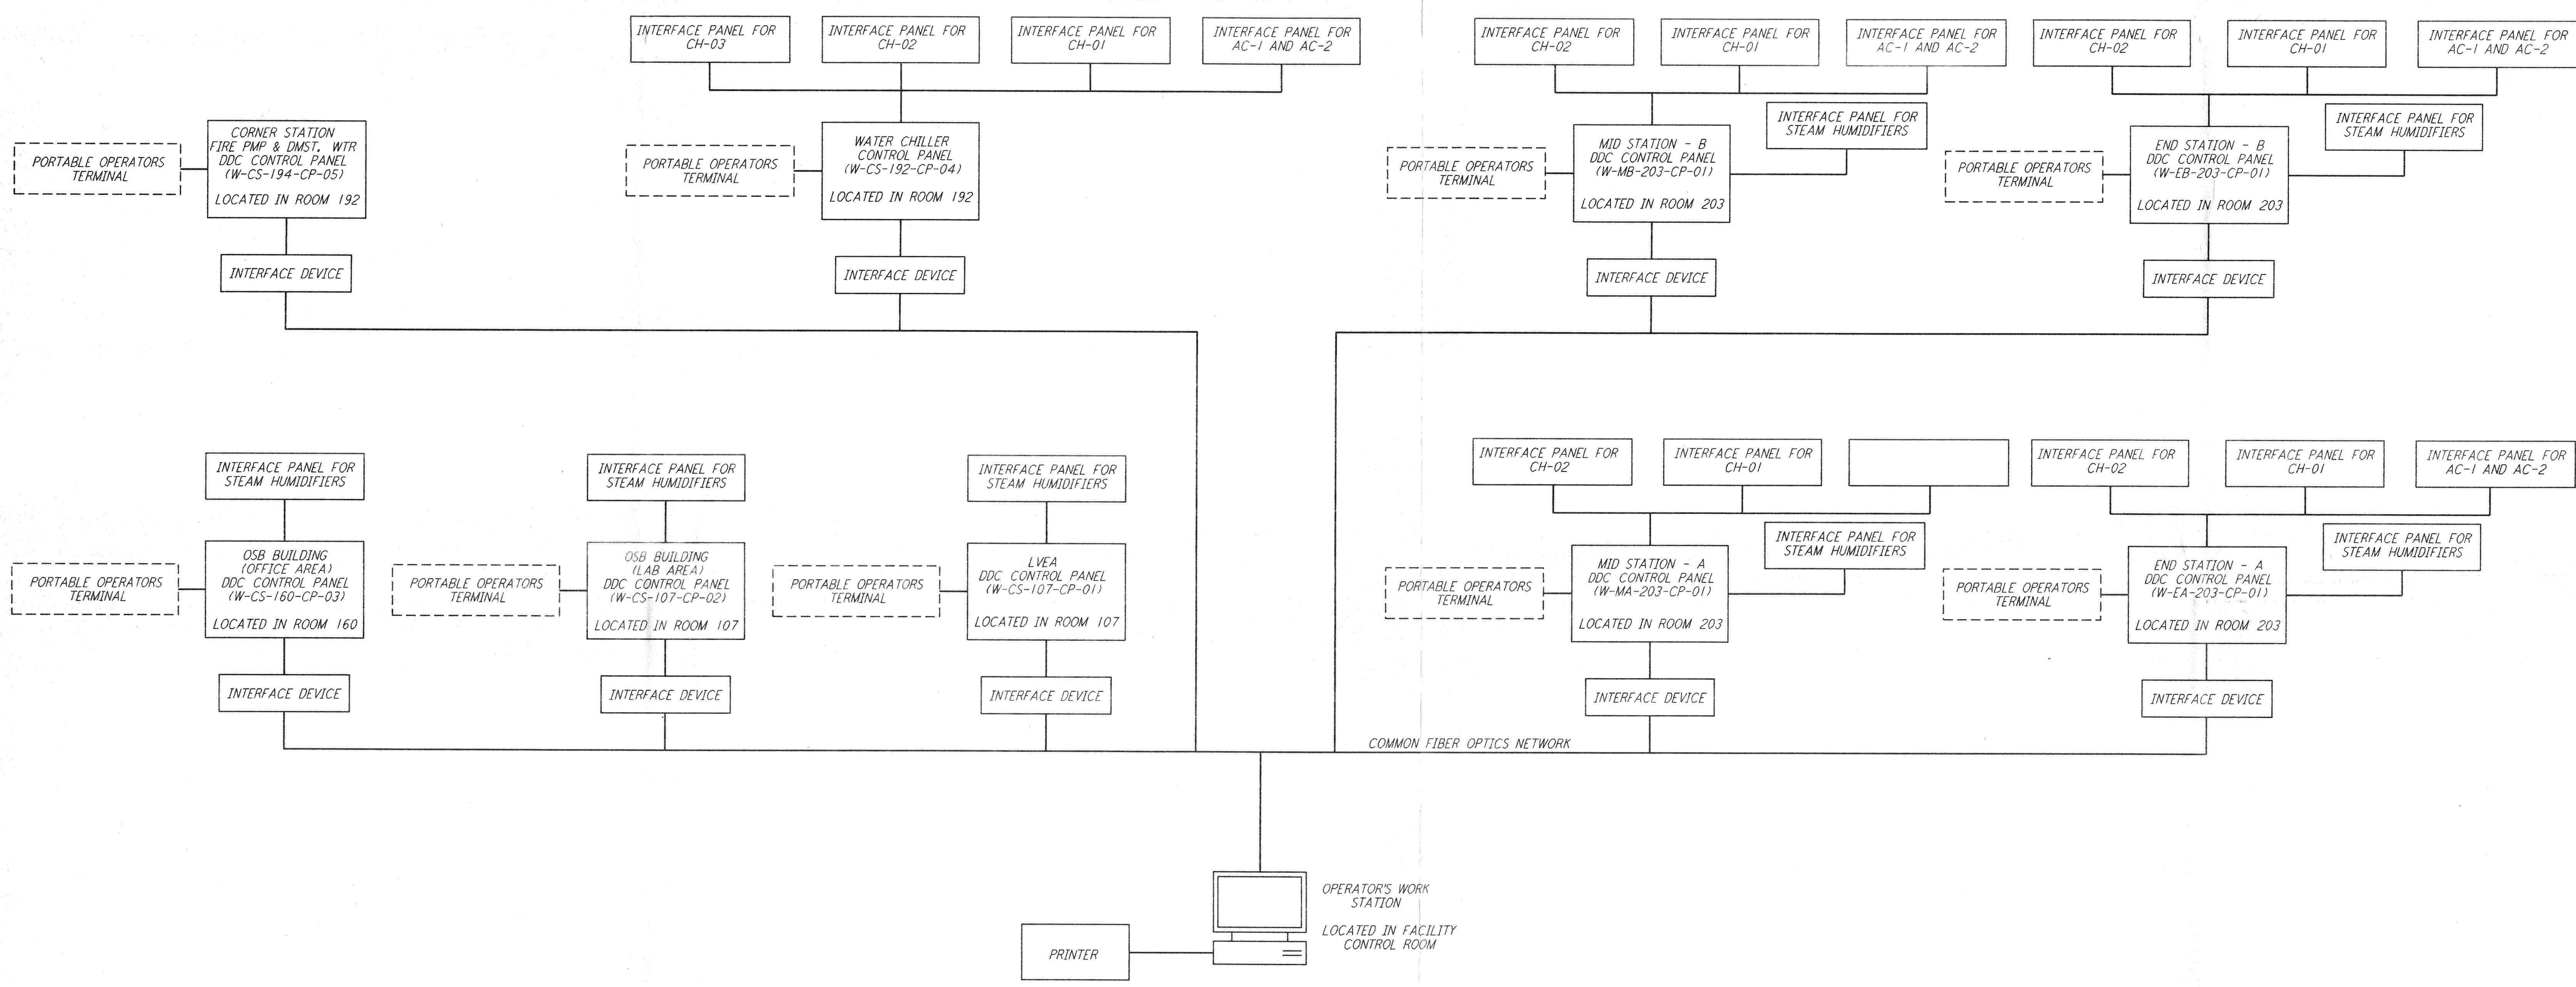 INTERFACE PANEL FOR
CH-03
INTERFACE PANEL FOR
CH-02
INTERFACE PANEL FOR
CH-01
INTERFACE PANEL FOR
AC-1 AND AC-2
INTERFACE PANEL FOR
CH-02
INTERFACE PANEL FOR
CH-01
INTERFACE PANEL FOR
AC-1 AND AC-2
INTERFACE PANEL FOR
CH-02
INTERFACE PANEL FOR
CH-01
INTERFACE PANEL FOR
AC-1 AND AC-2
PORTABLE OPERATORS
TERMINAL
CORNER STATION
FIRE PMP & DMST. WTR
DDC CONTROL PANEL
(W-CS-194-CP-05)
LOCATED IN ROOM 192
PORTABLE OPERATORS
TERMINAL
WATER CHILLER
CONTROL PANEL
(W-CS-192-CP-04)
LOCATED IN ROOM 192
PORTABLE OPERATORS
TERMINAL
MID STATION - B
DDC CONTROL PANEL
(W-MB-203-CP-01)
LOCATED IN ROOM 203
INTERFACE PANEL FOR
STEAM HUMIDIFIERS
PORTABLE OPERATORS
TERMINAL
END STATION - B
DDC CONTROL PANEL
(W-EB-203-CP-01)
LOCATED IN ROOM 203
INTERFACE PANEL FOR
STEAM HUMIDIFIERS
INTERFACE DEVICE
INTERFACE DEVICE
INTERFACE DEVICE
INTERFACE DEVICE
INTERFACE PANEL FOR
STEAM HUMIDIFIERS
INTERFACE PANEL FOR
STEAM HUMIDIFIERS
INTERFACE PANEL FOR
STEAM HUMIDIFIERS
INTERFACE PANEL FOR
CH-02
INTERFACE PANEL FOR
CH-01
INTERFACE PANEL FOR
CH-02
INTERFACE PANEL FOR
CH-01
INTERFACE PANEL FOR
AC-1 AND AC-2
PORTABLE OPERATORS
TERMINAL
OSB BUILDING
(OFFICE AREA)
DDC CONTROL PANEL
(W-CS-160-CP-03)
LOCATED IN ROOM 160
PORTABLE OPERATORS
TERMINAL
OSB BUILDING
(LAB AREA)
DDC CONTROL PANEL
(W-CS-107-CP-02)
LOCATED IN ROOM 107
PORTABLE OPERATORS
TERMINAL
LVEA
DDC CONTROL PANEL
(W-CS-107-CP-01)
LOCATED IN ROOM 107
PORTABLE OPERATORS
TERMINAL
MID STATION - A
DDC CONTROL PANEL
(W-MA-203-CP-01)
LOCATED IN ROOM 203
INTERFACE PANEL FOR
STEAM HUMIDIFIERS
PORTABLE OPERATORS
TERMINAL
END STATION - A
DDC CONTROL PANEL
(W-EA-203-CP-01)
LOCATED IN ROOM 203
INTERFACE PANEL FOR
STEAM HUMIDIFIERS
INTERFACE DEVICE
INTERFACE DEVICE
INTERFACE DEVICE
INTERFACE DEVICE
INTERFACE DEVICE
COMMON FIBER OPTICS NETWORK
OPERATOR'S WORK
STATION
LOCATED IN FACILITY
CONTROL ROOM
PRINTER